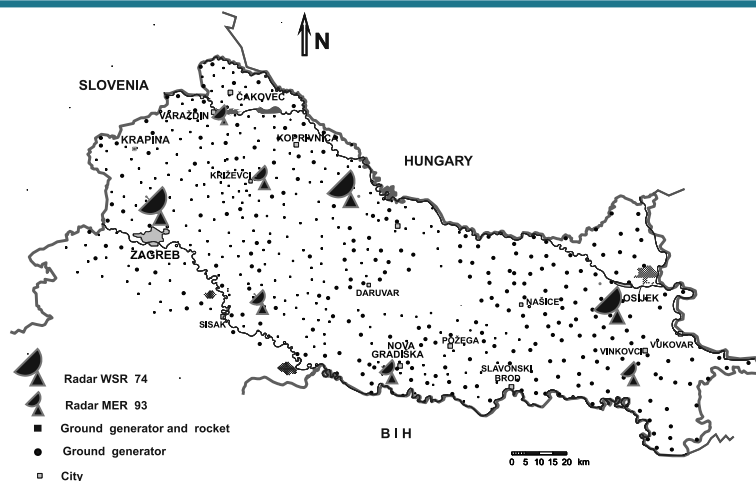 N
SLOVENIA
ČAKOVEC
VARAŽDIN
KRAPINA
KOPRIVNICA
HUNGARY
KRIŽEVCI
ZAGREB
DARUVAR
NAŠICE
OSIJEK
SISAK
VUKOVAR
NOVA
GRADIŠKA
POŽEGA
VINKOVCI
SLAVONSKI
BROD
BIH
Radar WSR 74
Radar MER 93
Ground generator and rocket
Ground generator
City
0 5 10 15 20 km